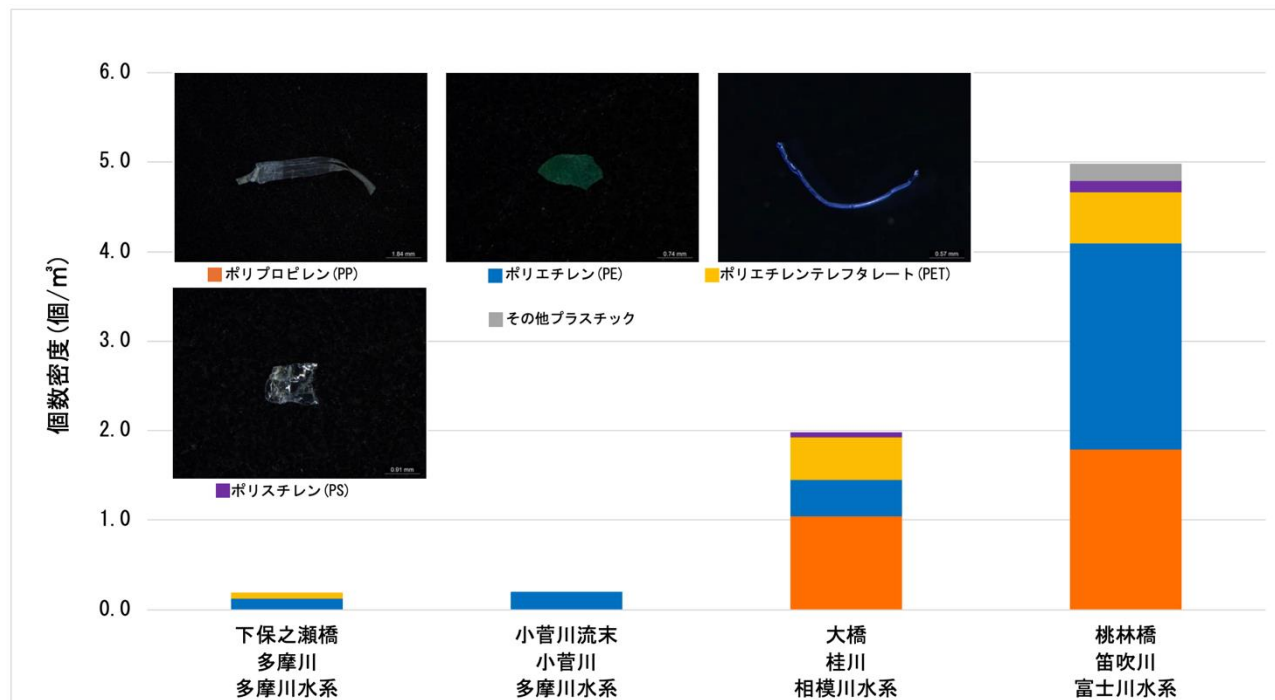 個数密度(個/㎥)
6.0
5.0
4.0
3.0
2.0
1.0
0.0
1.84 mm
0.74 mm
0.57 mm
ポリプロピレン(PP)
ポリエチレン(PE)
ポリエチレンテレフタレート(PET)
その他プラスチック
0.91 mm
ポリスチレン(PS)
下保之瀬橋
多摩川
多摩川水系
小菅川流末
小菅川
多摩川水系
大橋
桂川
相模川水系
桃林橋
笛吹川
富士川水系